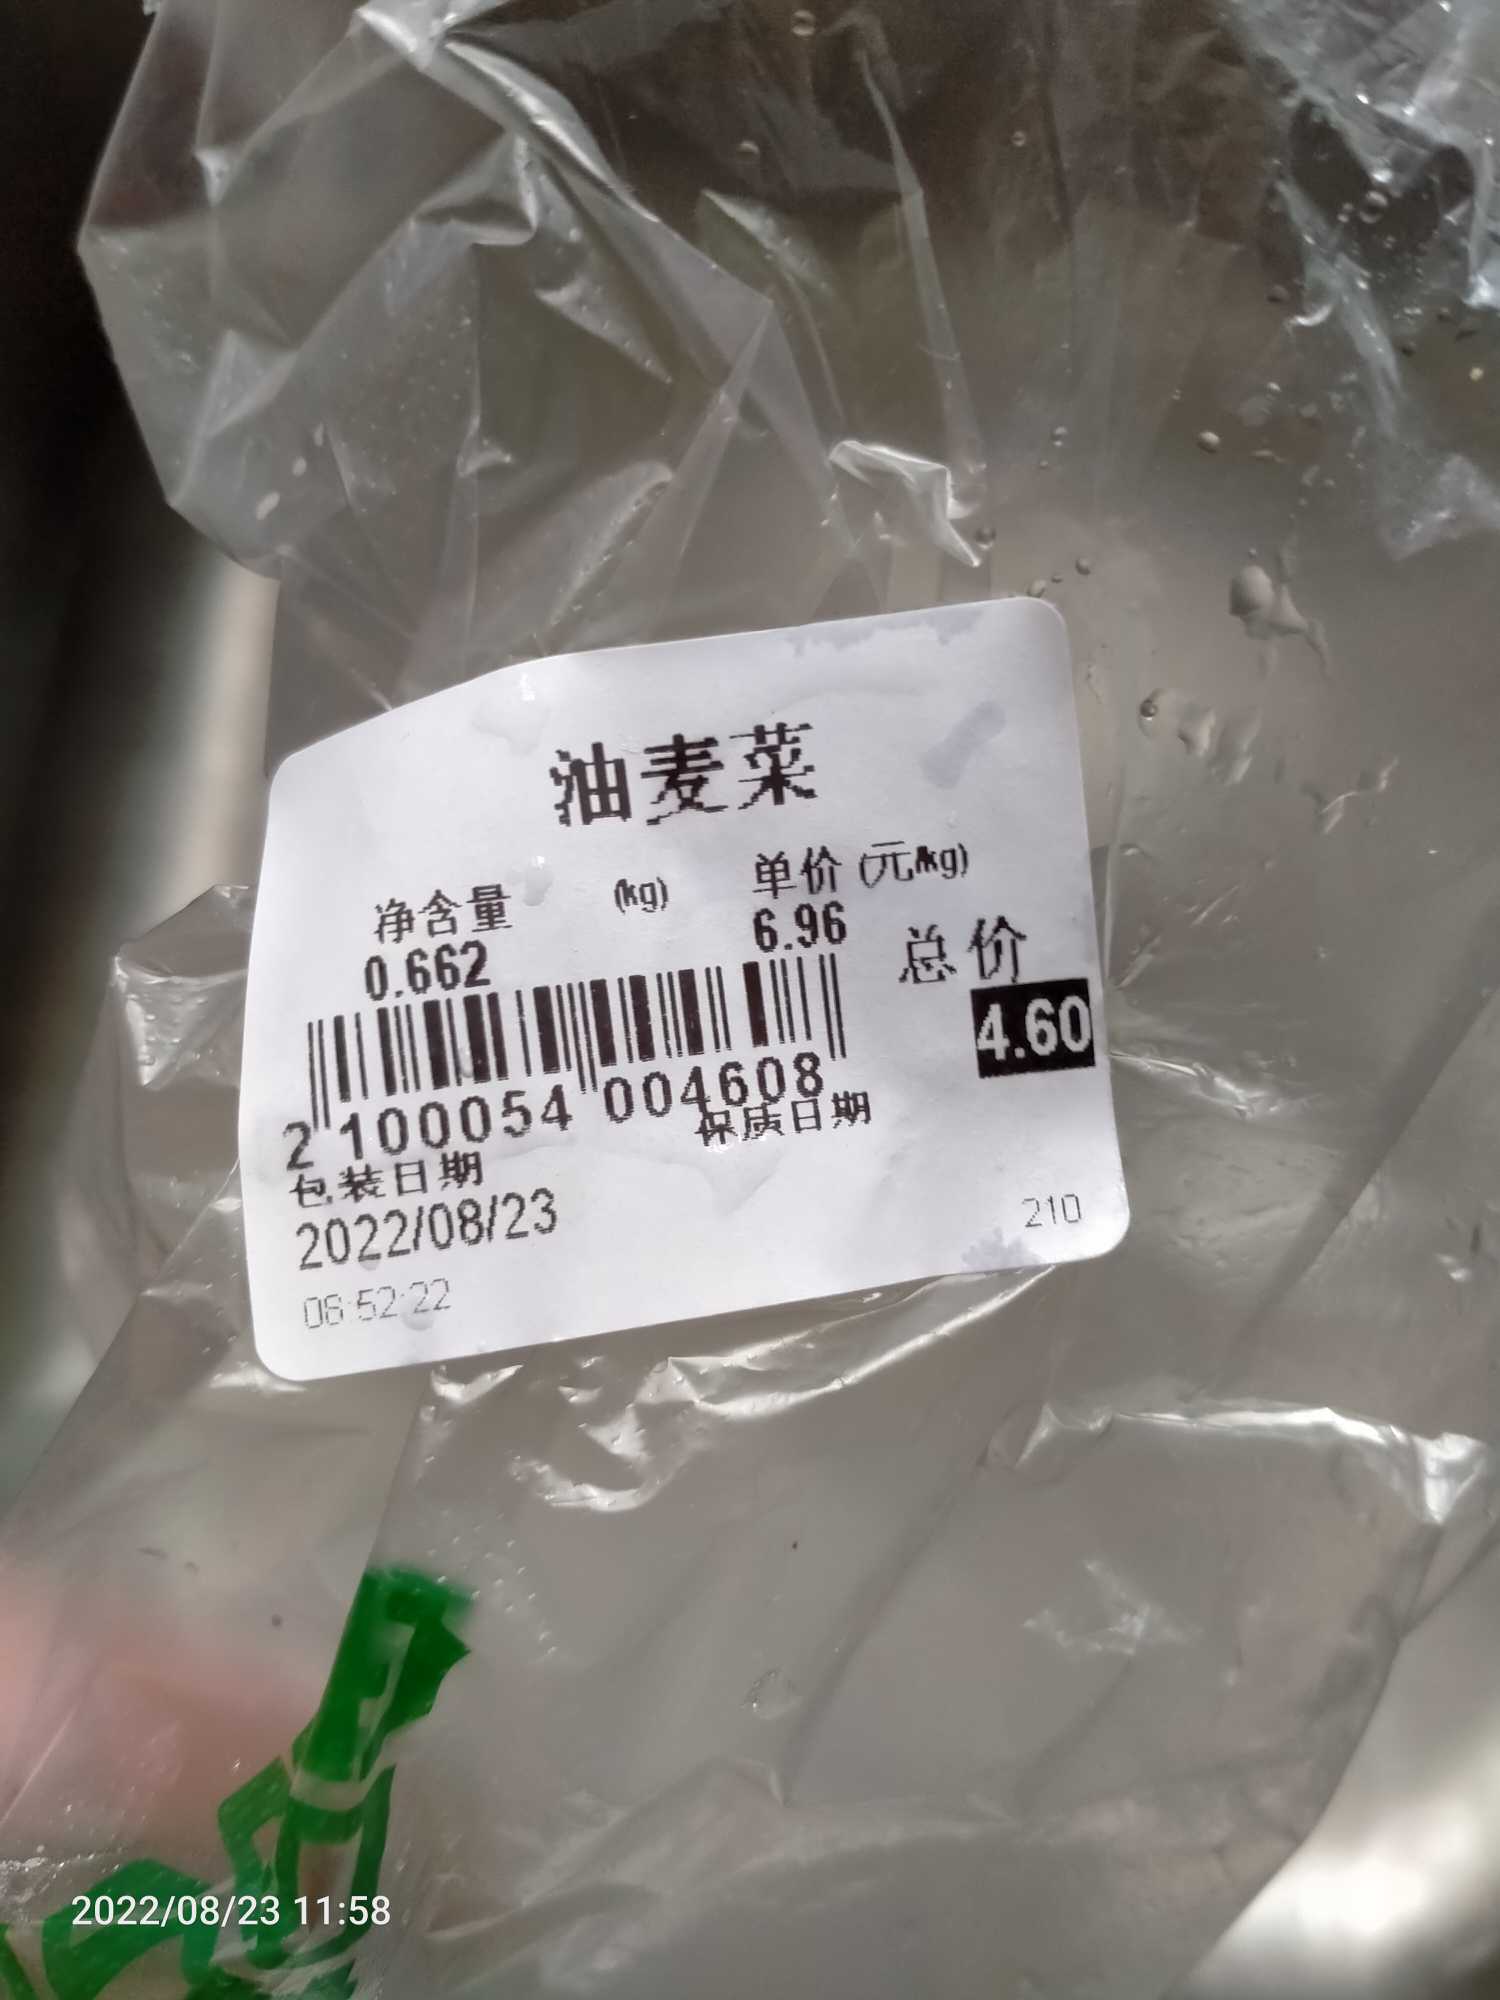 油麦菜
净含量 (kg) 单价 (元/kg)
0.662 6.96 总价
4.60
2 100054 004608
包装日期 保质日期
2022/08/23 210
08:52:22
2022/08/23 11:58